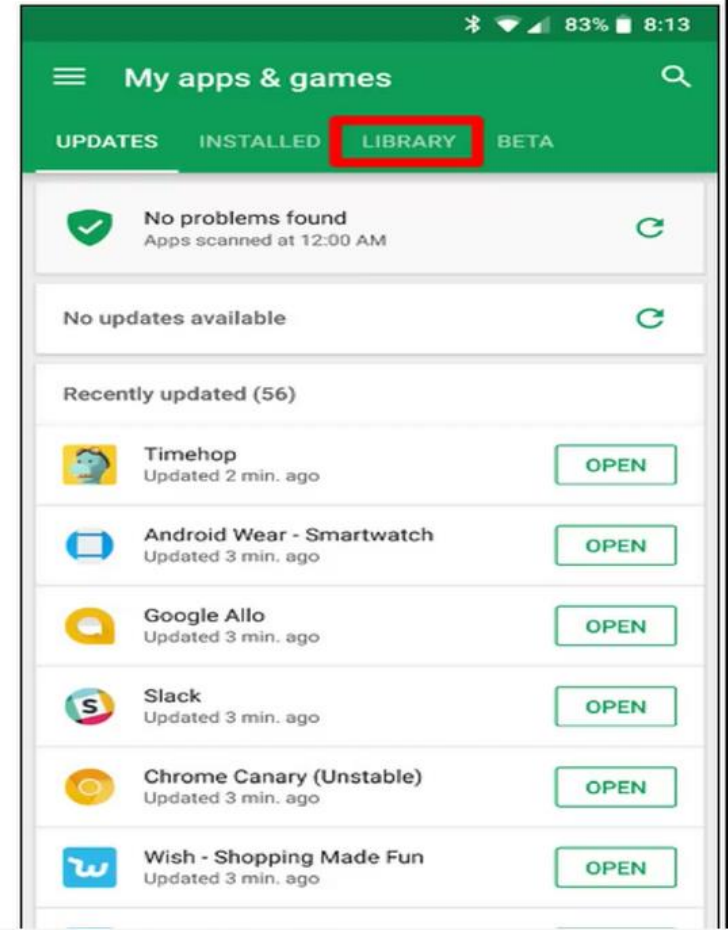 83% 8:13
My apps & games
UPDATES INSTALLED LIBRARY BETA
No problems found
Apps scanned at 12:00 AM
No updates available
Recently updated (56)
Timehop
Updated 2 min. ago
OPEN
Android Wear - Smartwatch
Updated 3 min. ago
OPEN
Google Allo
Updated 3 min. ago
OPEN
S
Slack
Updated 3 min. ago
OPEN
Chrome Canary (Unstable)
Updated 3 min. ago
OPEN
w
Wish - Shopping Made Fun
Updated 3 min. ago
OPEN